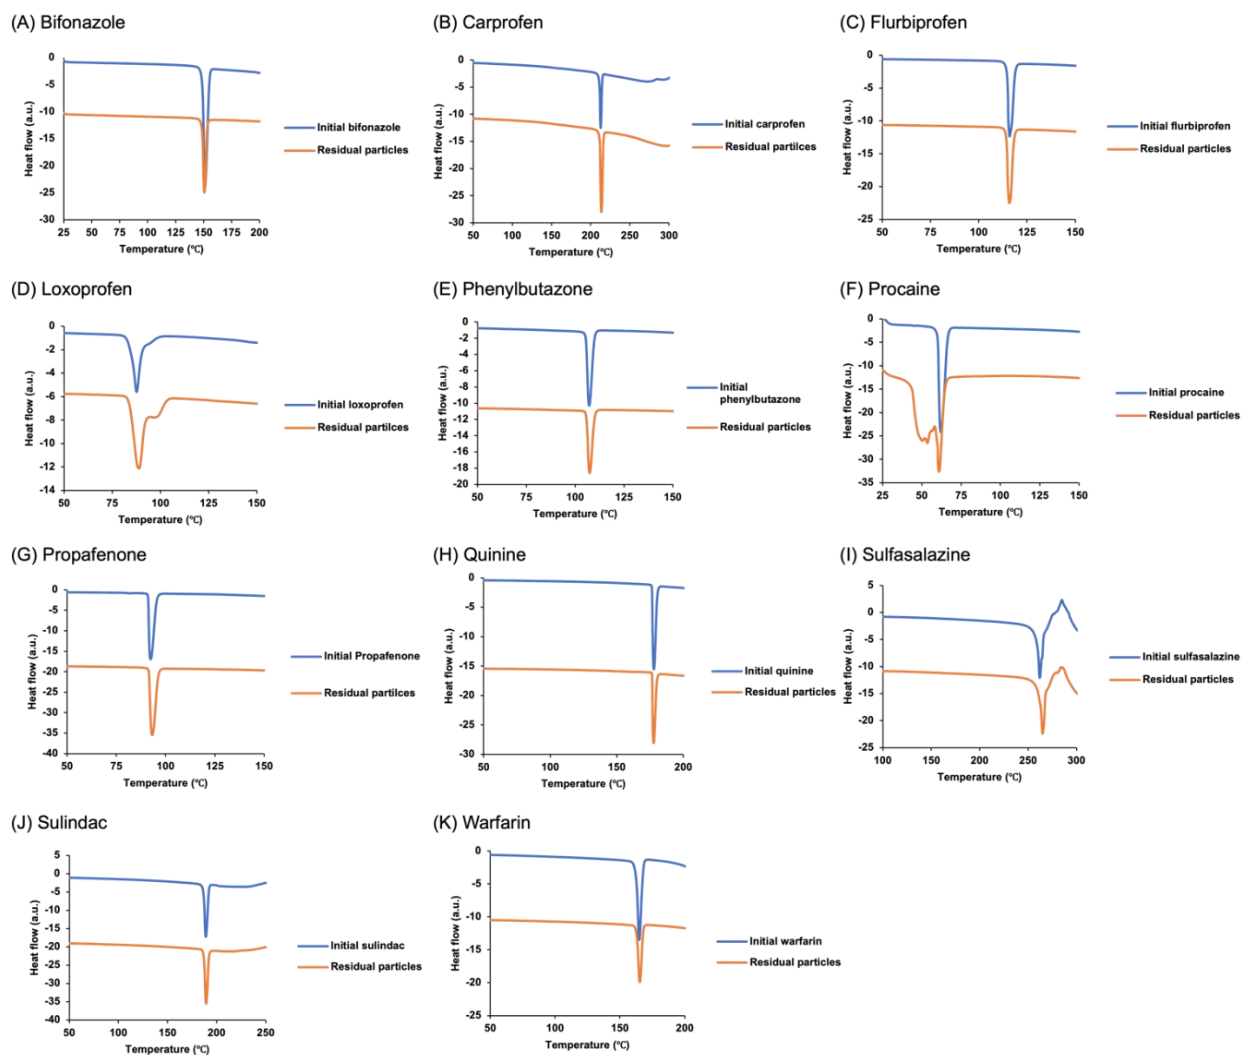 (A) Bifonazole
0
-5
-10
-15
-20
-25
-30
25 50 75 100 125 150 175 200
Heat flow (a.u.)
Temperature (℃)
Initial bifonazole
Residual particles
(B) Carprofen
0
-5
-10
-15
-20
-25
-30
50 100 150 200 250 300
Heat flow (a.u.)
Temperature (℃)
Initial carprofen
Residual partilces
(C) Flurbiprofen
0
-5
-10
-15
-20
-25
50 75 100 125 150
Heat flow (a.u.)
Temperature (℃)
Initial flurbiprofen
Residual particles
(D) Loxoprofen
0
-2
-4
-6
-8
-10
-12
-14
50 75 100 125 150
Heat flow (a.u.)
Temperature (℃)
Initial loxoprofen
Residual partilces
(E) Phenylbutazone
0
-2
-4
-6
-8
-10
-12
-14
-16
-18
-20
50 75 100 125 150
Heat flow (a.u.)
Temperature (℃)
Initial
phenylbutazone
Residual particles
(F) Procaine
0
-5
-10
-15
-20
-25
-30
-35
25 50 75 100 125 150
Heat flow (a.u.)
Temperature (℃)
Initial procaine
Residual particles
(G) Propafenone
0
-5
-10
-15
-20
-25
-30
-35
-40
50 75 100 125 150
Heat flow (a.u.)
Temperature (℃)
Initial Propafenone
Residual partilces
(H) Quinine
0
-5
-10
-15
-20
-25
-30
50 100 150 200
Heat flow (a.u.)
Temperature (℃)
Initial quinine
Residual particles
(I) Sulfasalazine
5
0
-5
-10
-15
-20
-25
100 150 200 250 300
Heat flow (a.u.)
Temperature (℃)
Initial sulfasalazine
Residual particles
(J) Sulindac
5
0
-5
-10
-15
-20
-25
-30
-35
-40
50 100 150 200 250
Heat flow (a.u.)
Temperature (℃)
Initial sulindac
Residual particles
(K) Warfarin
0
-5
-10
-15
-20
-25
50 100 150 200
Heat flow (a.u.)
Temperature (℃)
Initial warfarin
Residual particles